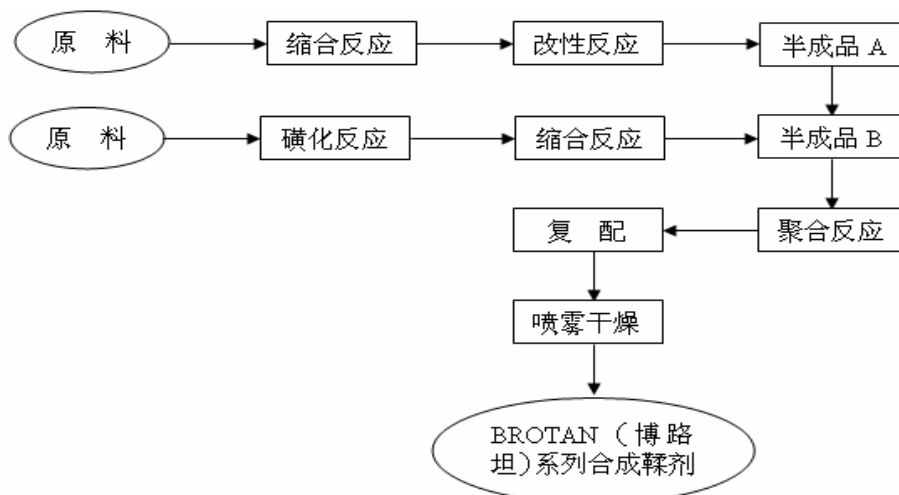 原 料
缩合反应
改性反应
半成品 A
原 料
磺化反应
缩合反应
半成品 B
复 配
聚合反应
喷雾干燥
BROTAN （博路
坦)系列合成鞣剂